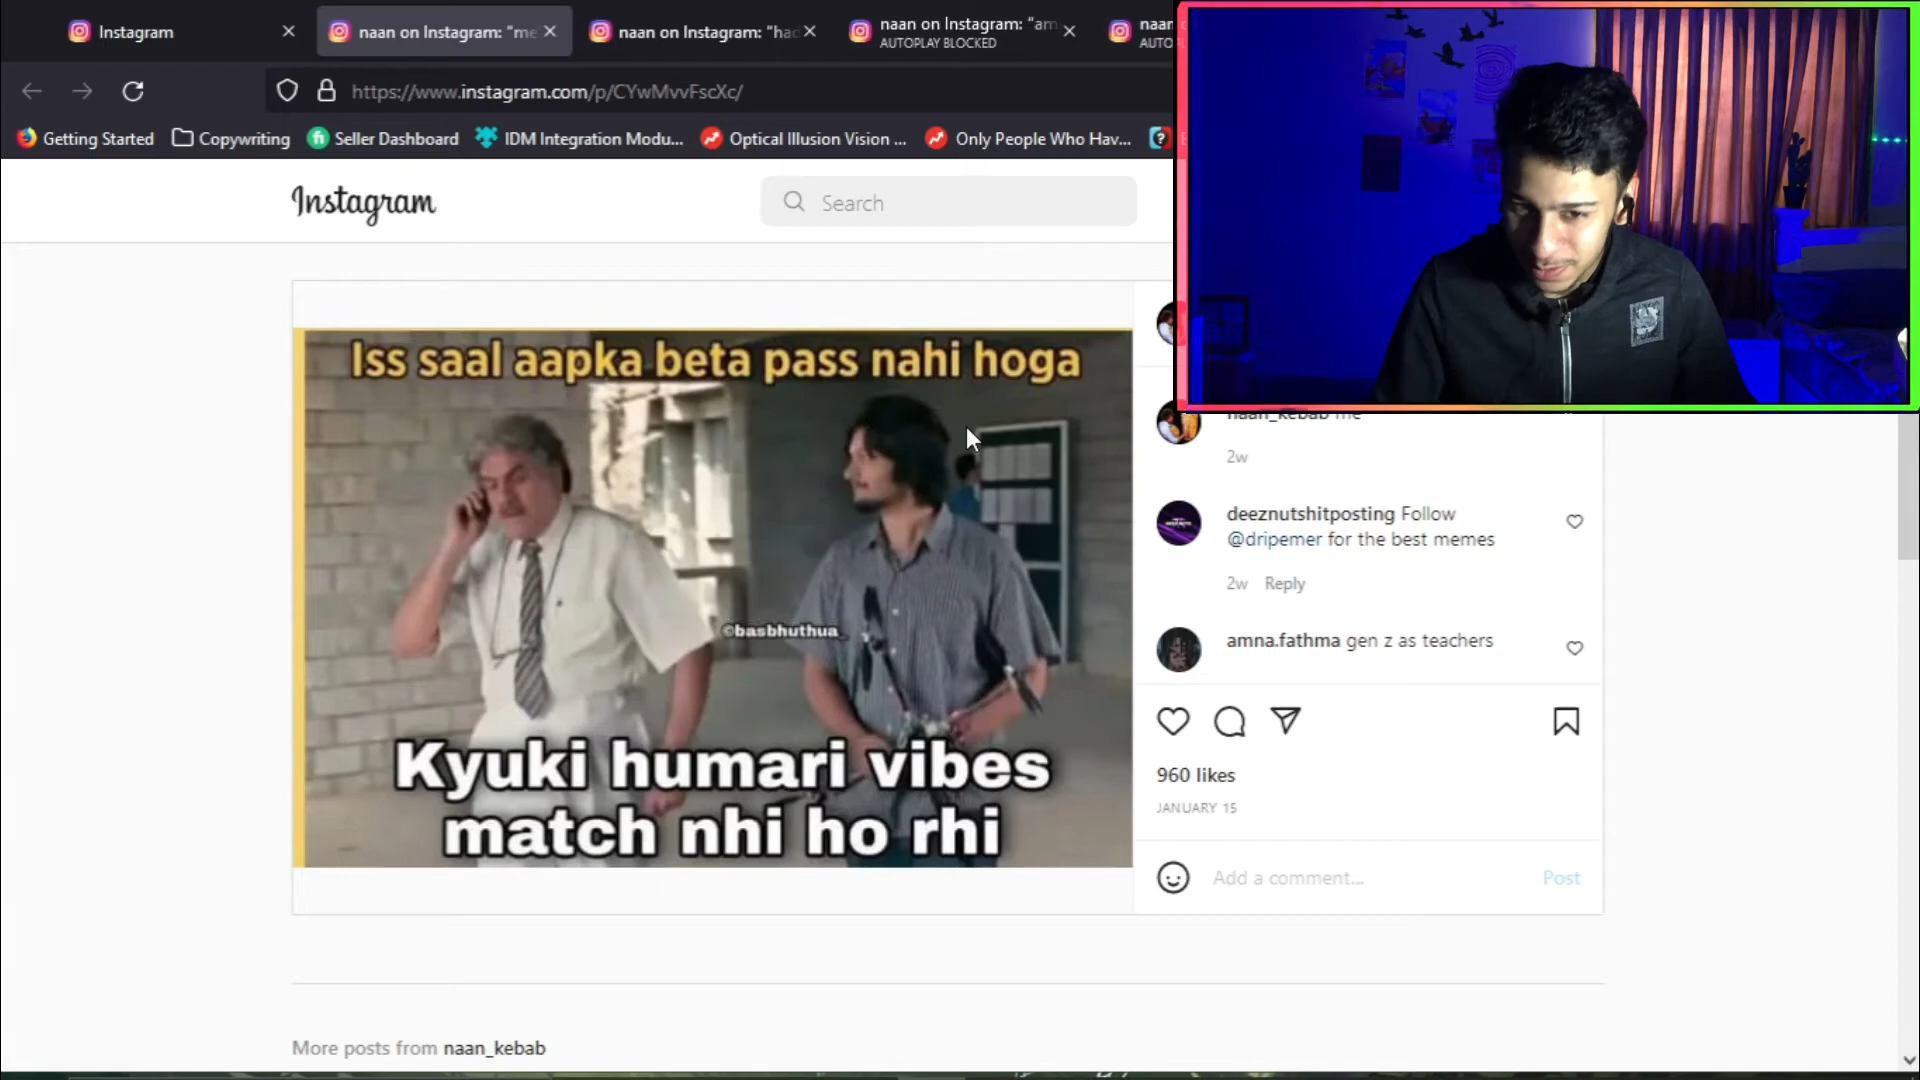 Instagram
naan on Instagram: “me
naan on Instagram: “had
naan on Instagram: “am
AUTOPLAY BLOCKED
naan
AUTO
https://www.instagram.com/p/CYwMvvFscXc/
Getting Started
Copywriting
Seller Dashboard
IDM Integration Modu...
Optical Illusion Vision ...
Only People Who Hav...
Instagram
Search
Iss saal aapka beta pass nahi hoga
©basbhuthua_
Kyuki humari vibes
match nhi ho rhi
naan_kebab me
2w
deeznutshitposting Follow
@dripemer for the best memes
2w Reply
amna.fathma gen z as teachers
960 likes
JANUARY 15
Add a comment...
Post
More posts from naan_kebab